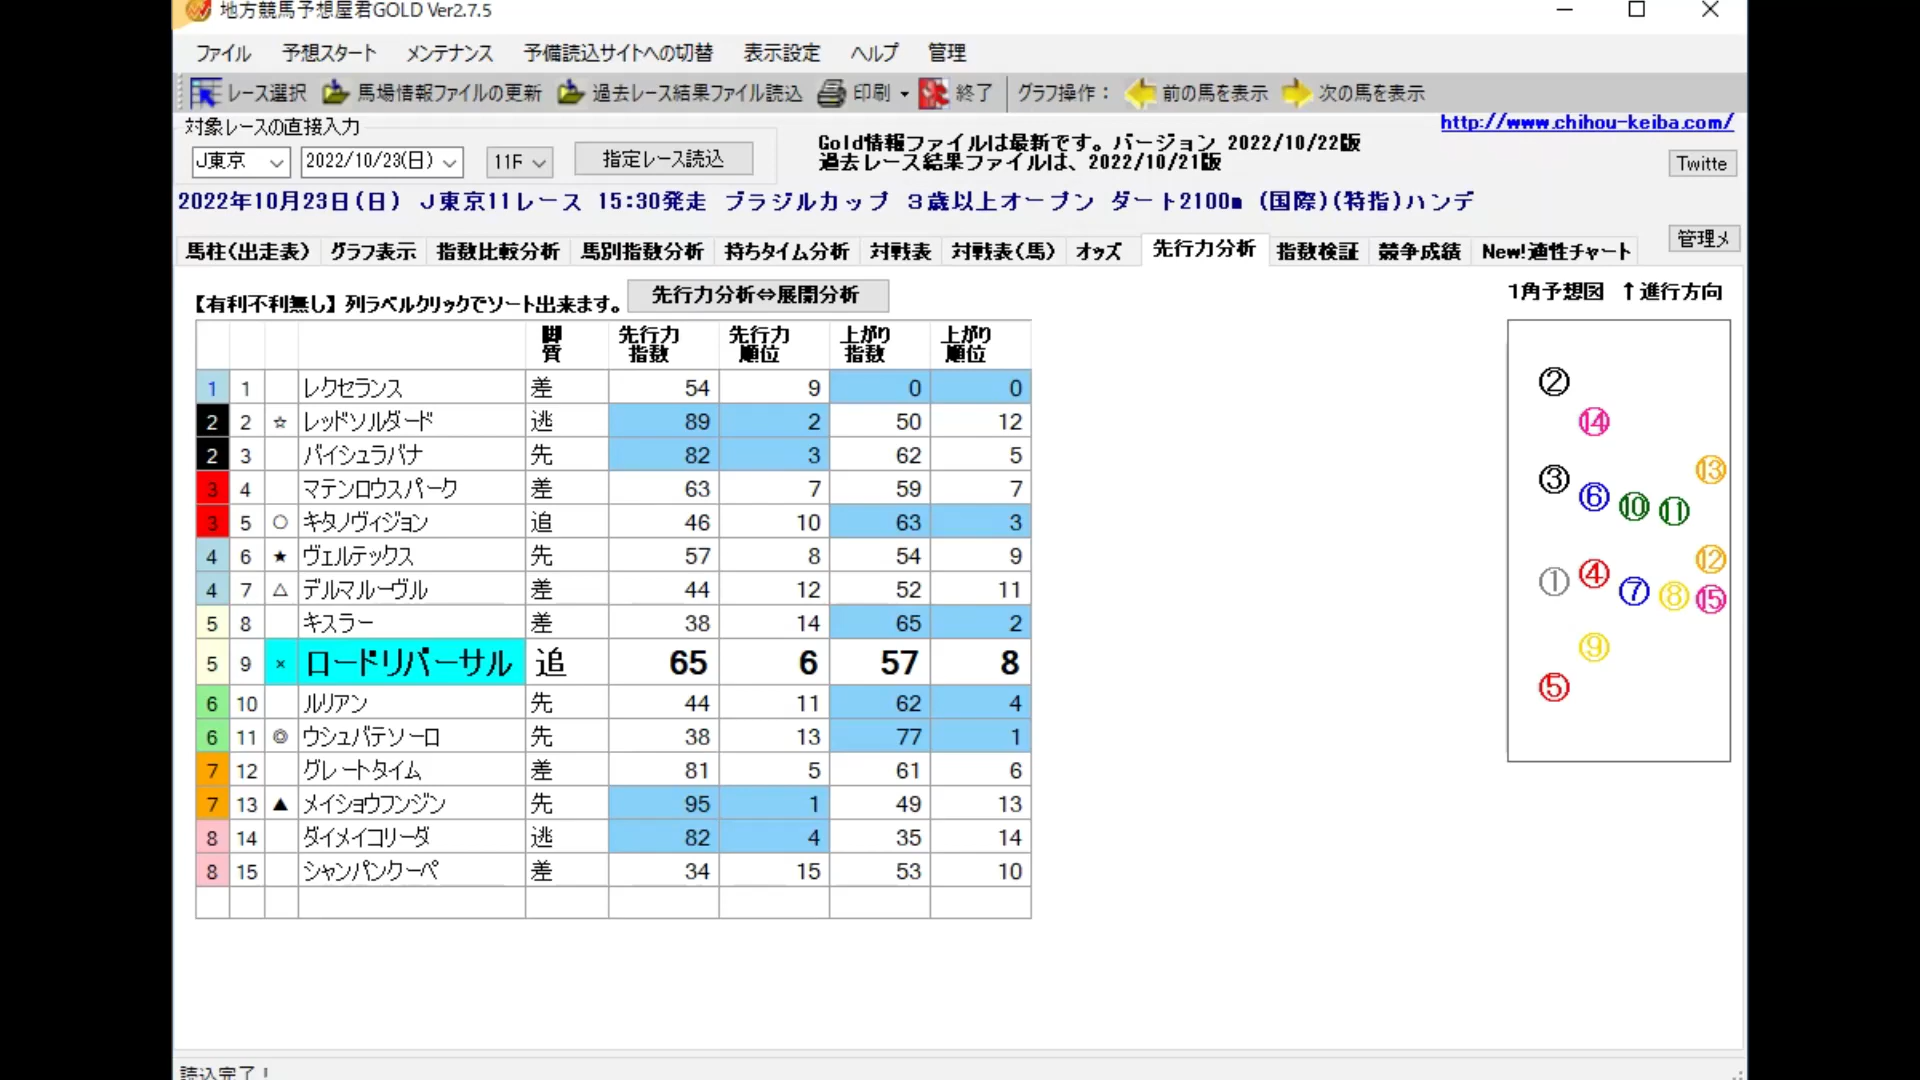 地方競馬予想屋君GOLD Ver2.7.5
ファイル 予想スタート メンテナンス 予備読込サイトへの切替 表示設定 ヘルプ 管理
レース選択 馬場情報ファイルの更新 過去レース結果ファイル読込 印刷 終了 グラフ操作： 前の馬を表示 次の馬を表示
対象レースの直接入力
http://www.chihou-keiba.com/
J東京 2022/10/23(日) 11R 指定レース読込
Gold情報ファイルは最新です。バージョン 2022/10/22版
過去レース結果ファイルは、2022/10/21版
Twitte
2022年10月23日(日) J東京11レース 15:30発走 ブラジルカップ 3歳以上オープン ダート2100m (国際)(特指)ハンデ
管理メ
馬柱(出走表) グラフ表示 指数比較分析 馬別指数分析 持ちタイム分析 対戦表 対戦表(馬) オッズ 先行力分析 指数検証 競争成績 New!適性チャート
【有利不利無し】列ラベルクリックでソート出来ます。 先行力分析⇔展開分析
1角予想図 ↑進行方向
脚質 先行力指数 先行力順位 上がり指数 上がり順位
1 1 レクセランス 差 54 9 0 0
2 2 ☆ レッドソルダード 逃 89 2 50 12
2 3 バイシュラバナ 先 82 3 62 5
3 4 マテンロウスパーク 差 63 7 59 7
3 5 ○ キタノヴィジョン 追 46 10 63 3
4 6 ★ ヴェルテックス 先 57 8 54 9
4 7 △ デルマルーヴル 差 44 12 52 11
5 8 キスラー 差 38 14 65 2
5 9 × ロードリバーサル 追 65 6 57 8
6 10 ルリアン 先 44 11 62 4
6 11 ◎ ウシュバテソーロ 先 38 13 77 1
7 12 グレートタイム 差 81 5 61 6
7 13 ▲ メイショウフンジン 先 95 1 49 13
8 14 ダイメイコリーダ 逃 82 4 35 14
8 15 シャンパンクーペ 差 34 15 53 10
②
⑭
⑬
③ ⑥ ⑩ ⑪
⑫
① ④ ⑦ ⑧ ⑮
⑨
⑤
読込完了！